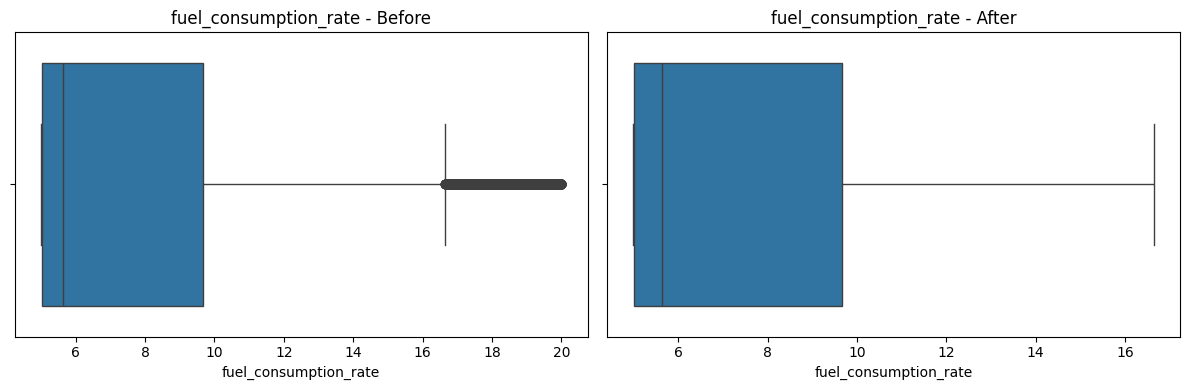 fuel_consumption_rate - Before
6 8 10 12 14 16 18 20
fuel_consumption_rate
fuel_consumption_rate - After
6 8 10 12 14 16
fuel_consumption_rate